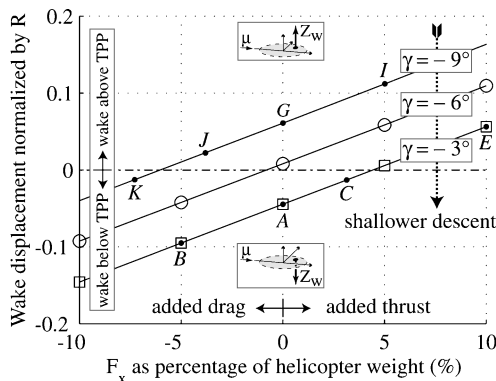 Wake displacement normalized by R
0.2
0.1
0
-0.1
-0.2
wake above TPP
wake below TPP
μ
Z_W
I
G
J
K
γ = − 9°
γ = − 6°
γ = − 3°
E
C
A
B
shallower descent
μ
Z_W
added drag
added thrust
-10
-5
0
5
10
F_x as percentage of helicopter weight (%)